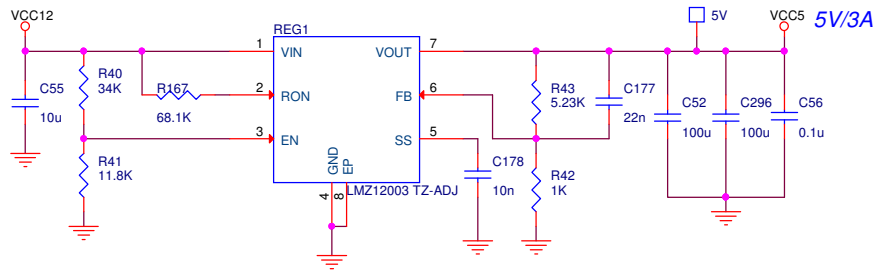 VCC12
5V
VCC5
5V/3A
REG1
1
VIN
VOUT
7
R40
34K
R167
68.1K
2
RON
FB
6
R43
5.23K
C177
22n
C55
10u
C52
100u
C296
100u
C56
0.1u
3
EN
SS
5
R41
11.8K
GND
EP
C178
10n
R42
1K
4
8
LMZ12003 TZ-ADJ